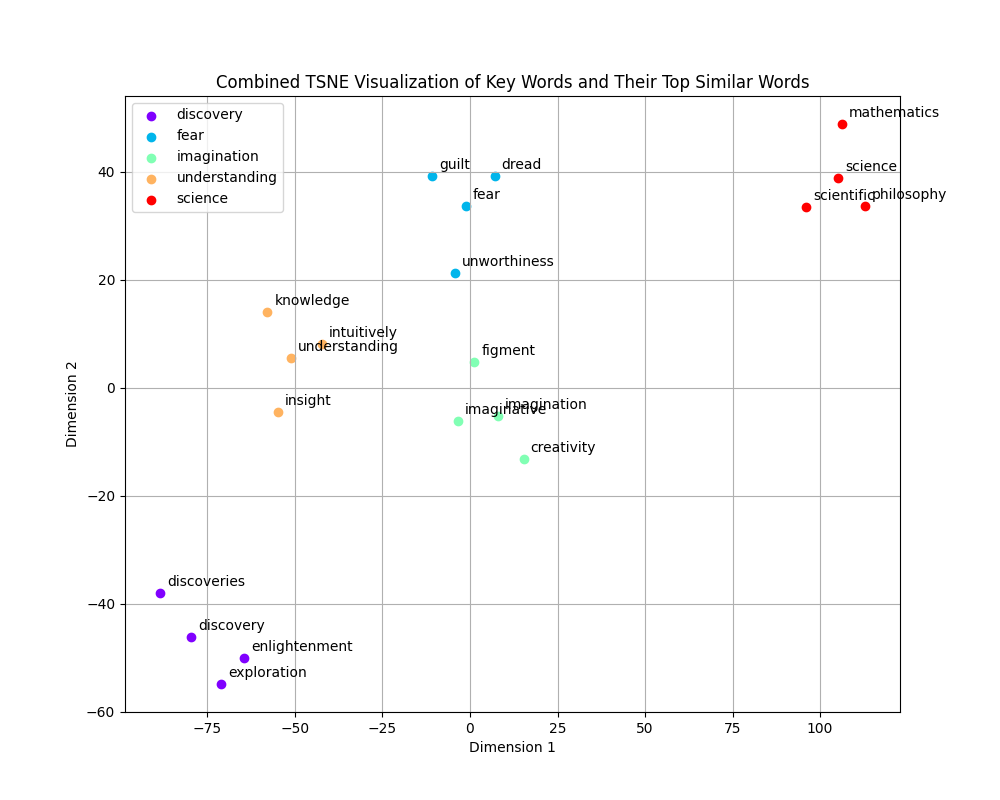 Combined TSNE Visualization of Key Words and Their Top Similar Words
discovery
fear
imagination
understanding
science
mathematics
science
scientific
philosophy
guilt
dread
fear
unworthiness
knowledge
intuitively
understanding
insight
figment
imagination
imaginative
creativity
discoveries
discovery
enlightenment
exploration
40
20
0
−20
−40
−60
Dimension 2
−75
−50
−25
0
25
50
75
100
Dimension 1